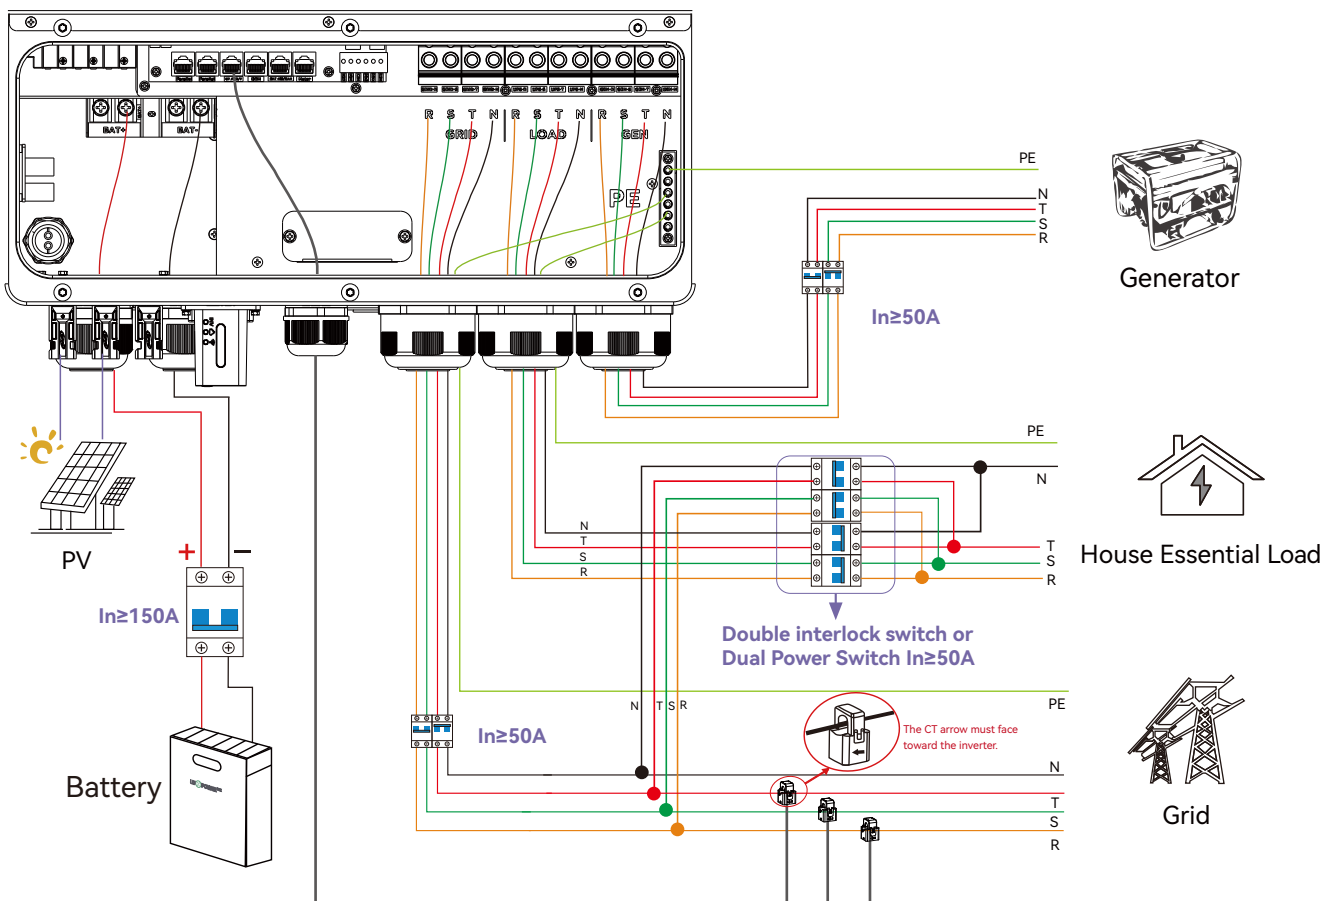 BAT+
BAT-
R S T N R S T N R S T N
GRID LOAD GEN
PE
PE
N
T
S
R
Generator
In≥50A
PE
N
N
T
S
R
T
S
R
House Essential Load
PV
+ −
In≥150A
Double interlock switch or
Dual Power Switch In≥50A
PE
N T S R
In≥50A
The CT arrow must face
toward the inverter.
N
T
S
R
Battery
Grid